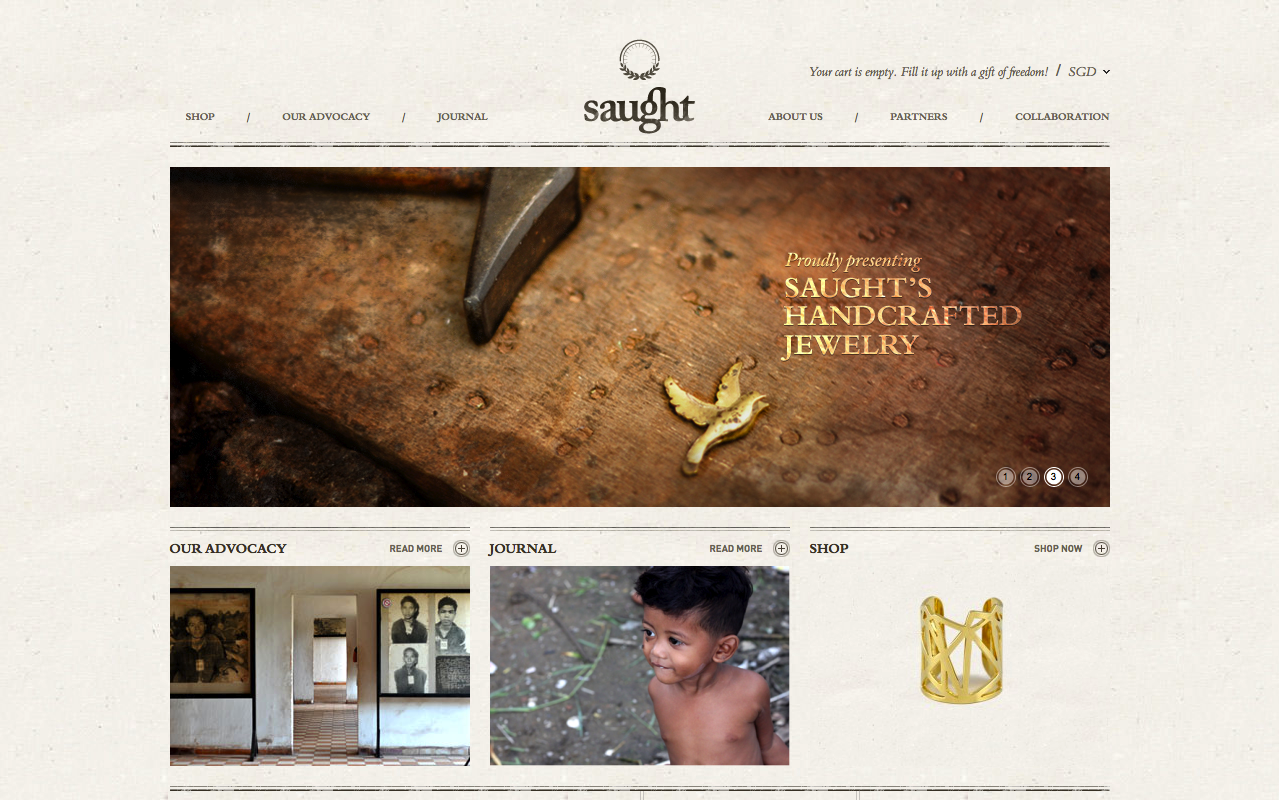 Your cart is empty. Fill it up with a gift of freedom! / SGD
saught
SHOP / OUR ADVOCACY / JOURNAL
ABOUT US / PARTNERS / COLLABORATION
Proudly presenting
SAUGHT'S
HANDCRAFTED
JEWELRY
1 2 3 4
OUR ADVOCACY READ MORE
JOURNAL READ MORE
SHOP SHOP NOW